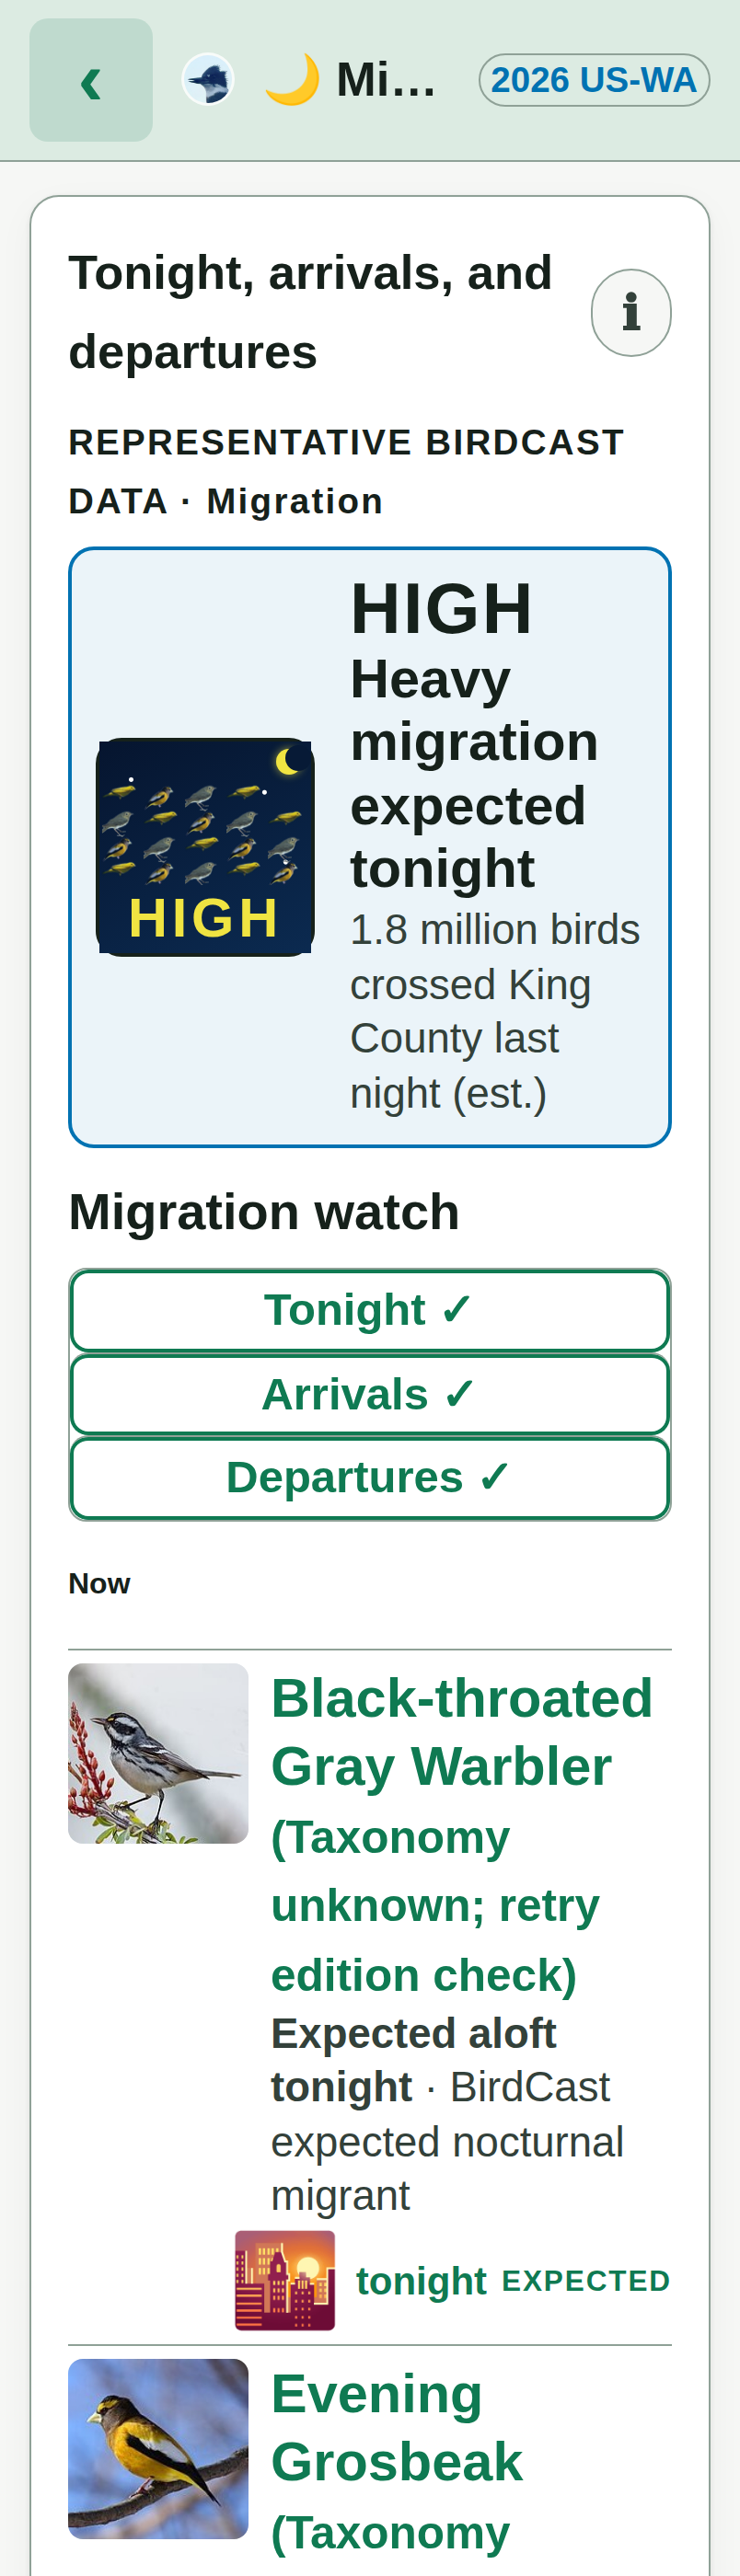 ‹ 🌙 Mi... 2026 US-WA
Tonight, arrivals, and
departures
i
REPRESENTATIVE BIRDCAST
DATA · Migration
HIGH
HIGH
Heavy
migration
expected
tonight
1.8 million birds
crossed King
County last
night (est.)
Migration watch
Tonight ✓
Arrivals ✓
Departures ✓
Now
Black-throated
Gray Warbler
(Taxonomy
unknown; retry
edition check)
Expected aloft
tonight · BirdCast
expected nocturnal
migrant
tonight EXPECTED
Evening
Grosbeak
(Taxonomy